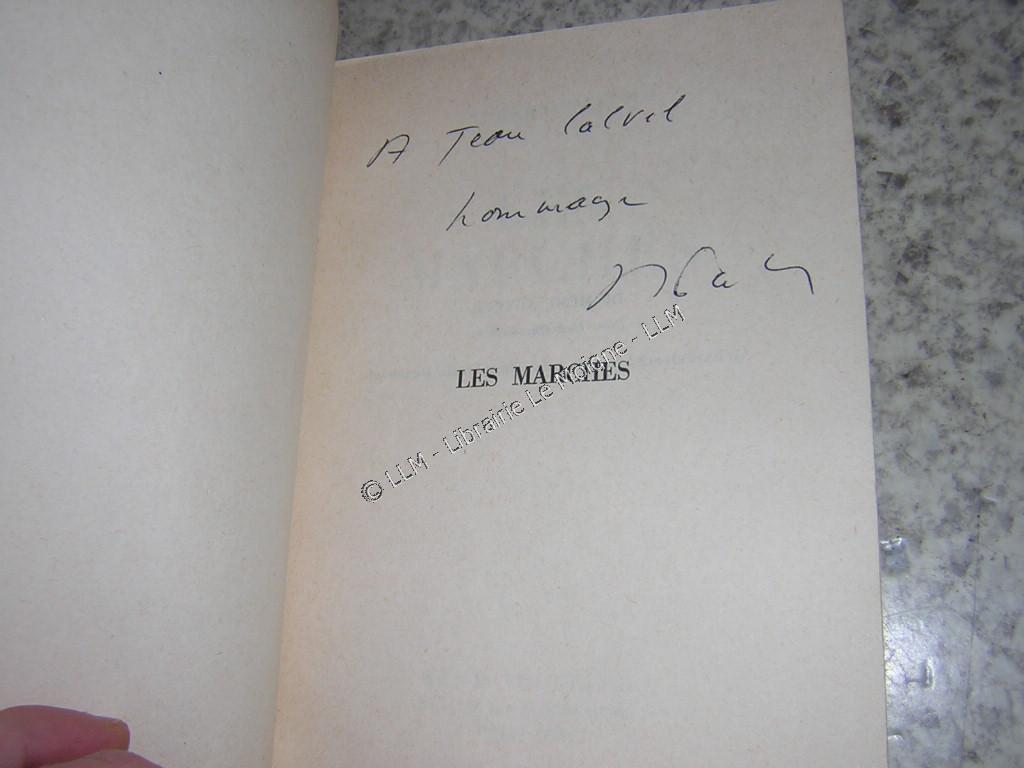 A Jean Calvel
hommage
LES MARCHES
© LLM - Librairie Le Moigne - LLM